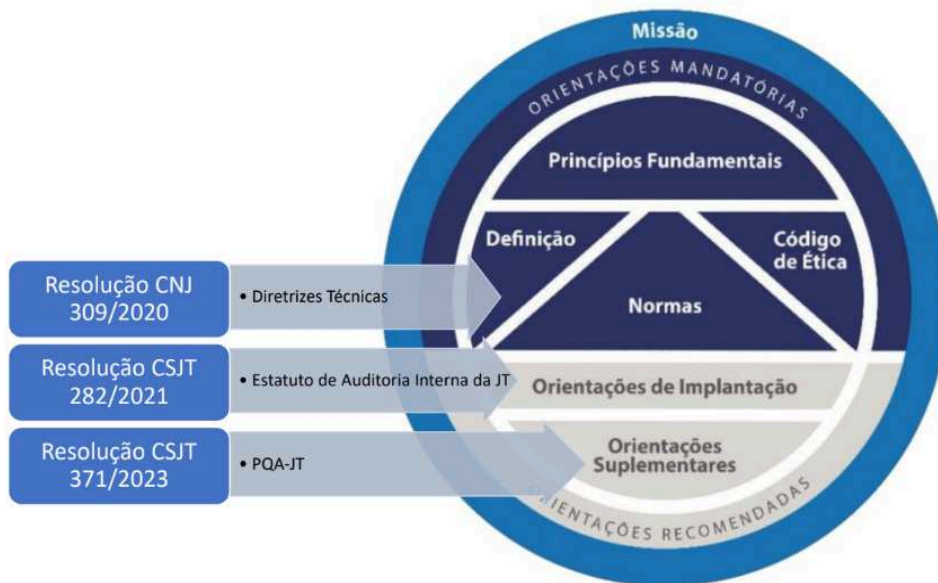 Missão
ORIENTAÇÕES MANDATÓRIAS
Princípios Fundamentais
Definição
Código
de Ética
Normas
Resolução CNJ
309/2020
• Diretrizes Técnicas
Resolução CSJT
282/2021
• Estatuto de Auditoria Interna da JT
Orientações de Implantação
Resolução CSJT
371/2023
• PQA-JT
Orientações
Suplementares
ORIENTAÇÕES RECOMENDADAS